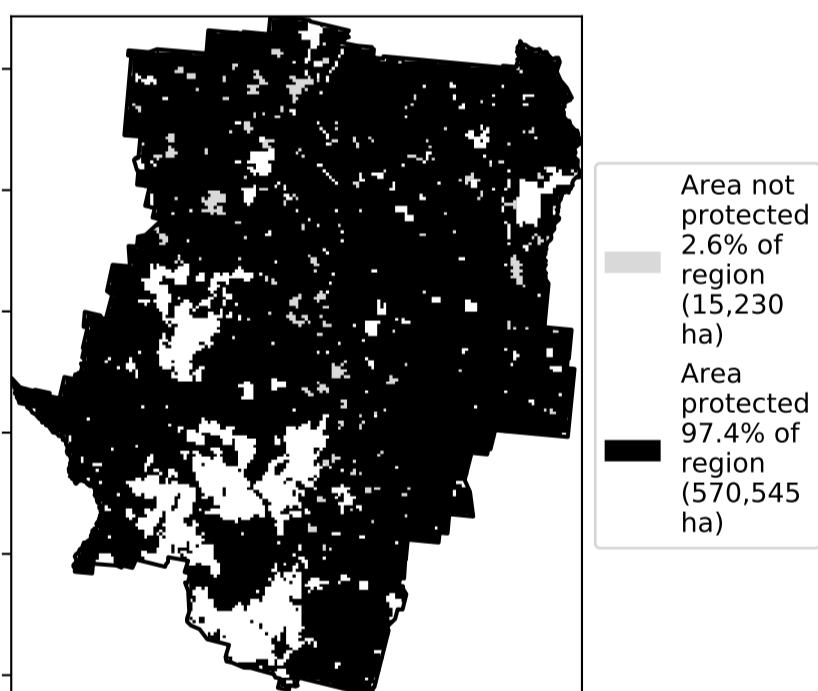 Area not
protected
2.6% of
region
(15,230
ha)
Area
protected
97.4% of
region
(570,545
ha)